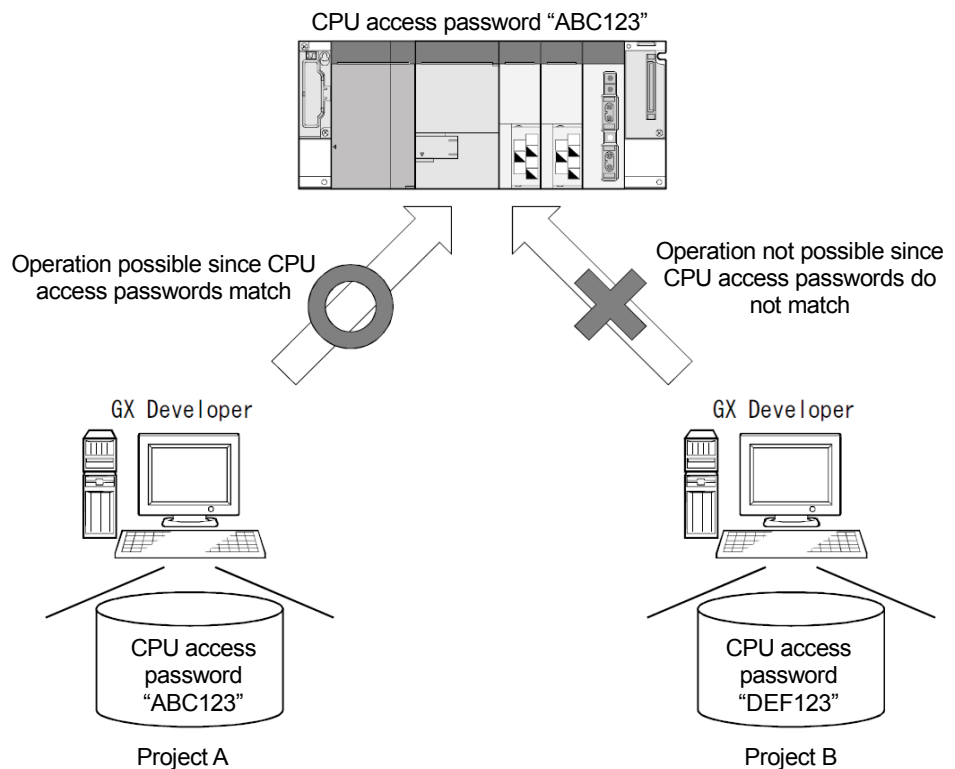 CPU access password “ABC123”
Operation possible since CPU
access passwords match
Operation not possible since
CPU access passwords do
not match
GX Developer
GX Developer
CPU access
password
“ABC123”
CPU access
password
“DEF123”
Project A
Project B